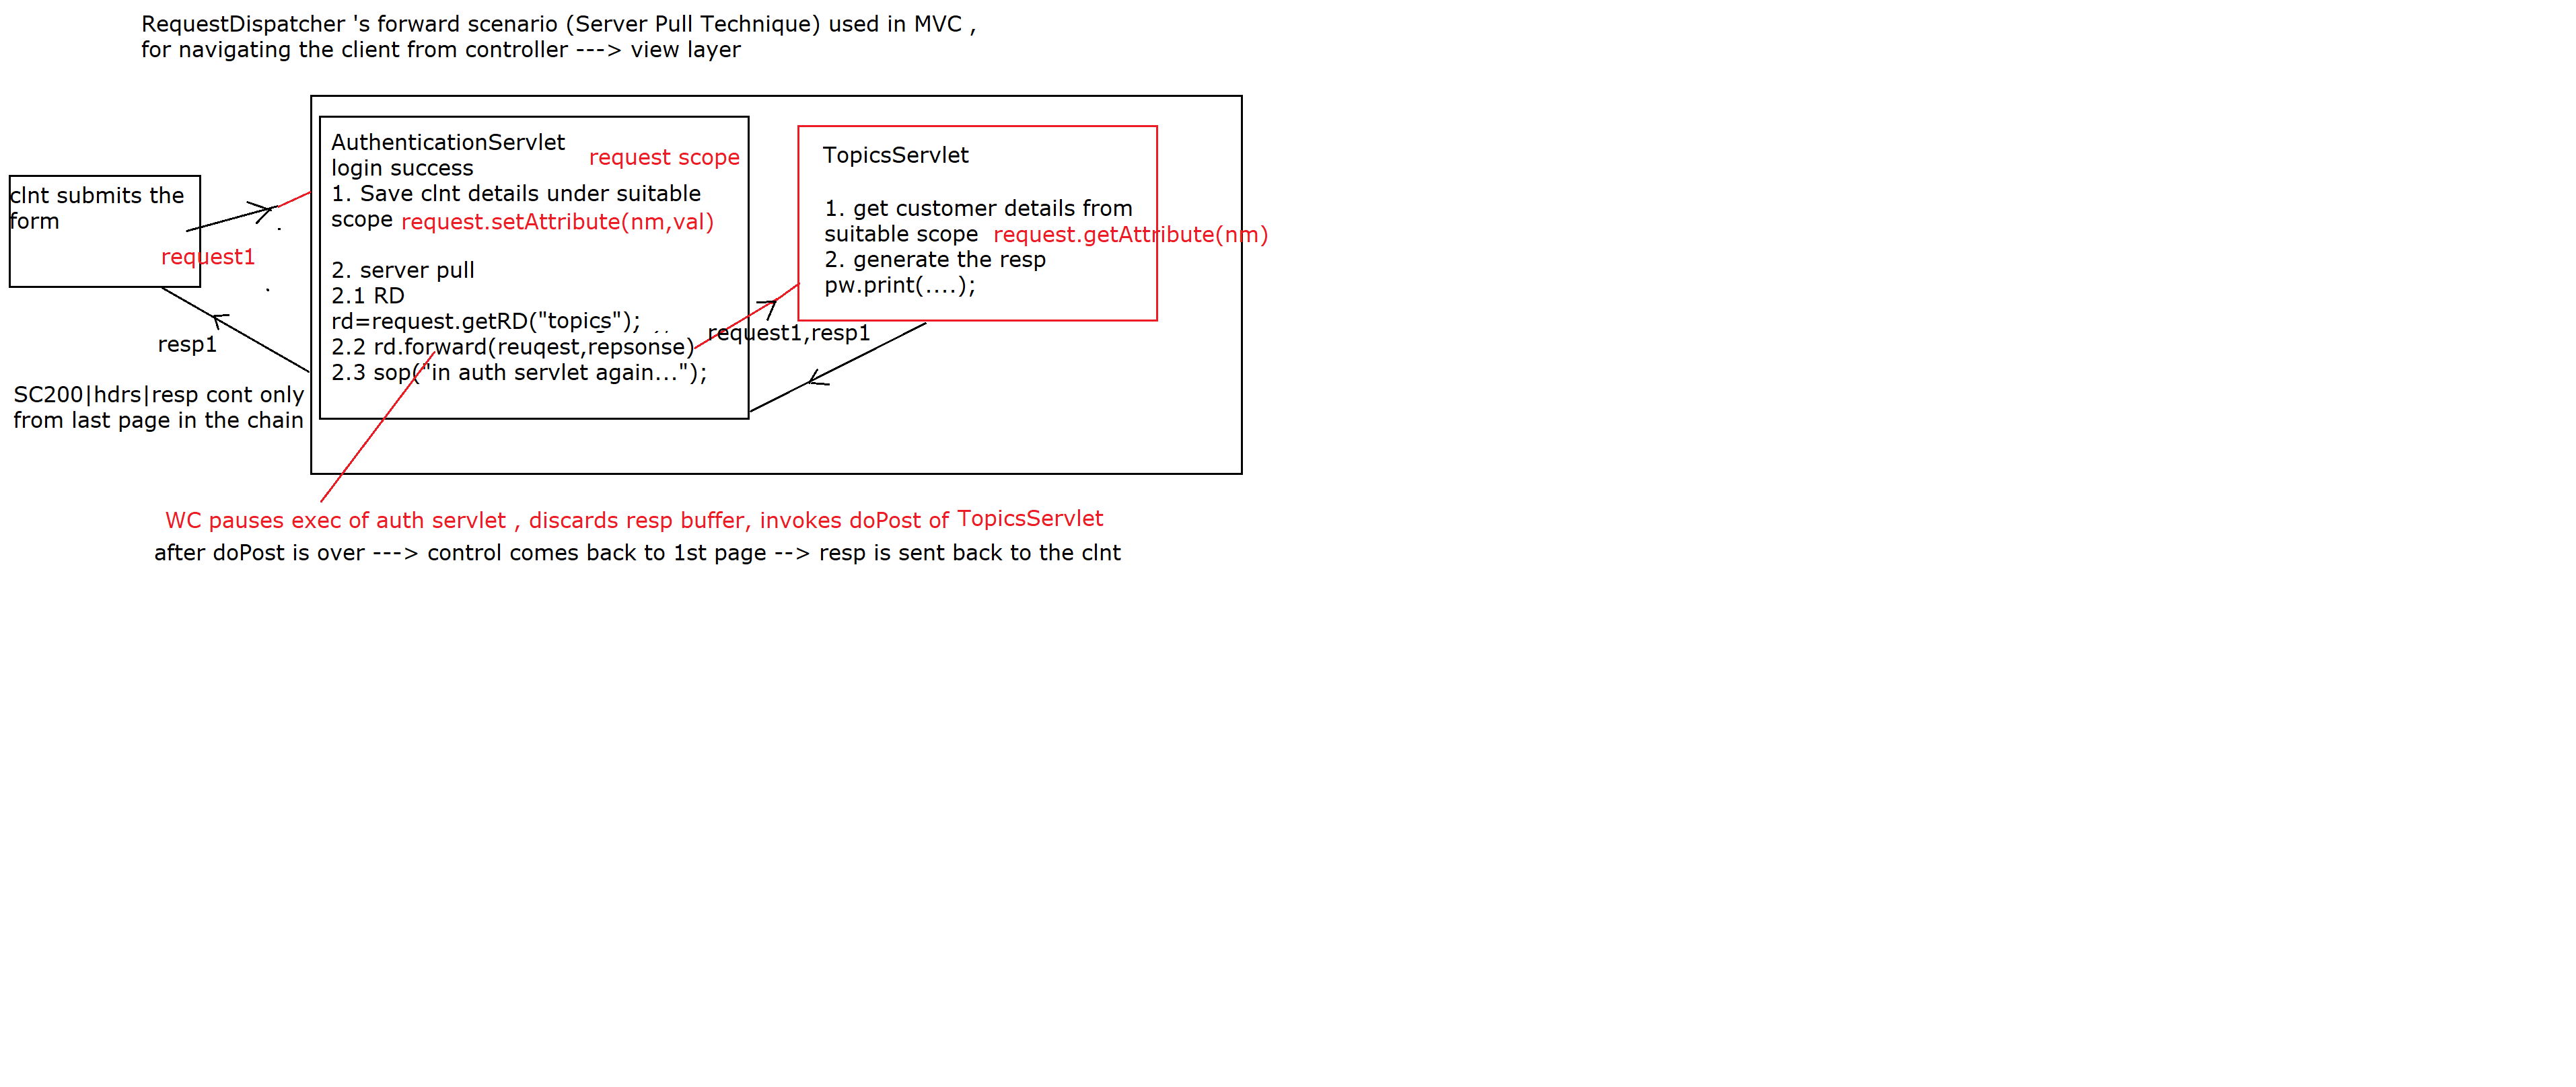 RequestDispatcher 's forward scenario (Server Pull Technique) used in MVC ,
for navigating the client from controller ---> view layer
clnt submits the
form
request1
resp1
SC200|hdrs|resp cont only
from last page in the chain
AuthenticationServlet
request scope
login success
1. Save clnt details under suitable
scope request.setAttribute(nm,val)
2. server pull
2.1 RD
rd=request.getRD("topics");
2.2 rd.forward(reuqest,repsonse)
2.3 sop("in auth servlet again...");
request1,resp1
TopicsServlet
1. get customer details from
suitable scope request.getAttribute(nm)
2. generate the resp
pw.print(....);
WC pauses exec of auth servlet , discards resp buffer, invokes doPost of TopicsServlet
after doPost is over ---> control comes back to 1st page --> resp is sent back to the clnt